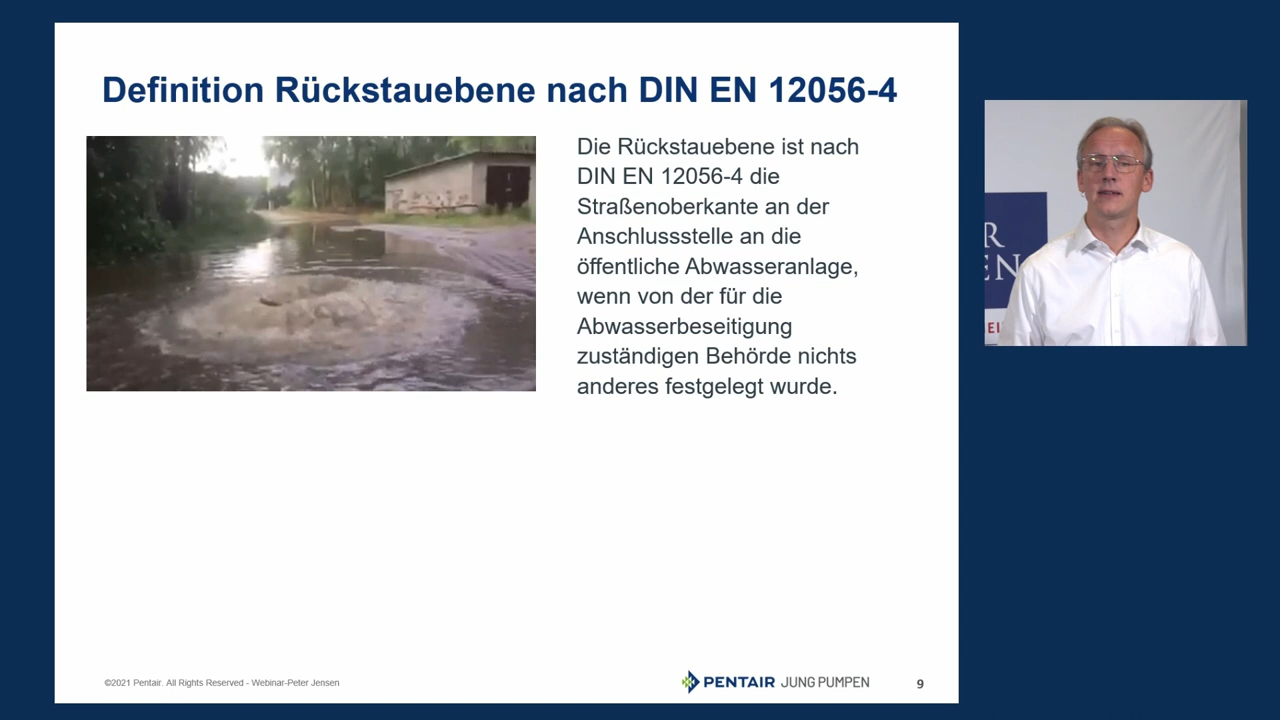 Definition Rückstauebene nach DIN EN 12056-4
Die Rückstauebene ist nach
DIN EN 12056-4 die
Straßenoberkante an der
Anschlussstelle an die
öffentliche Abwasseranlage,
wenn von der für die
Abwasserbeseitigung
zuständigen Behörde nichts
anderes festgelegt wurde.
R
EN
EI
©2021 Pentair. All Rights Reserved - Webinar-Peter Jensen
PENTAIR JUNG PUMPEN
9